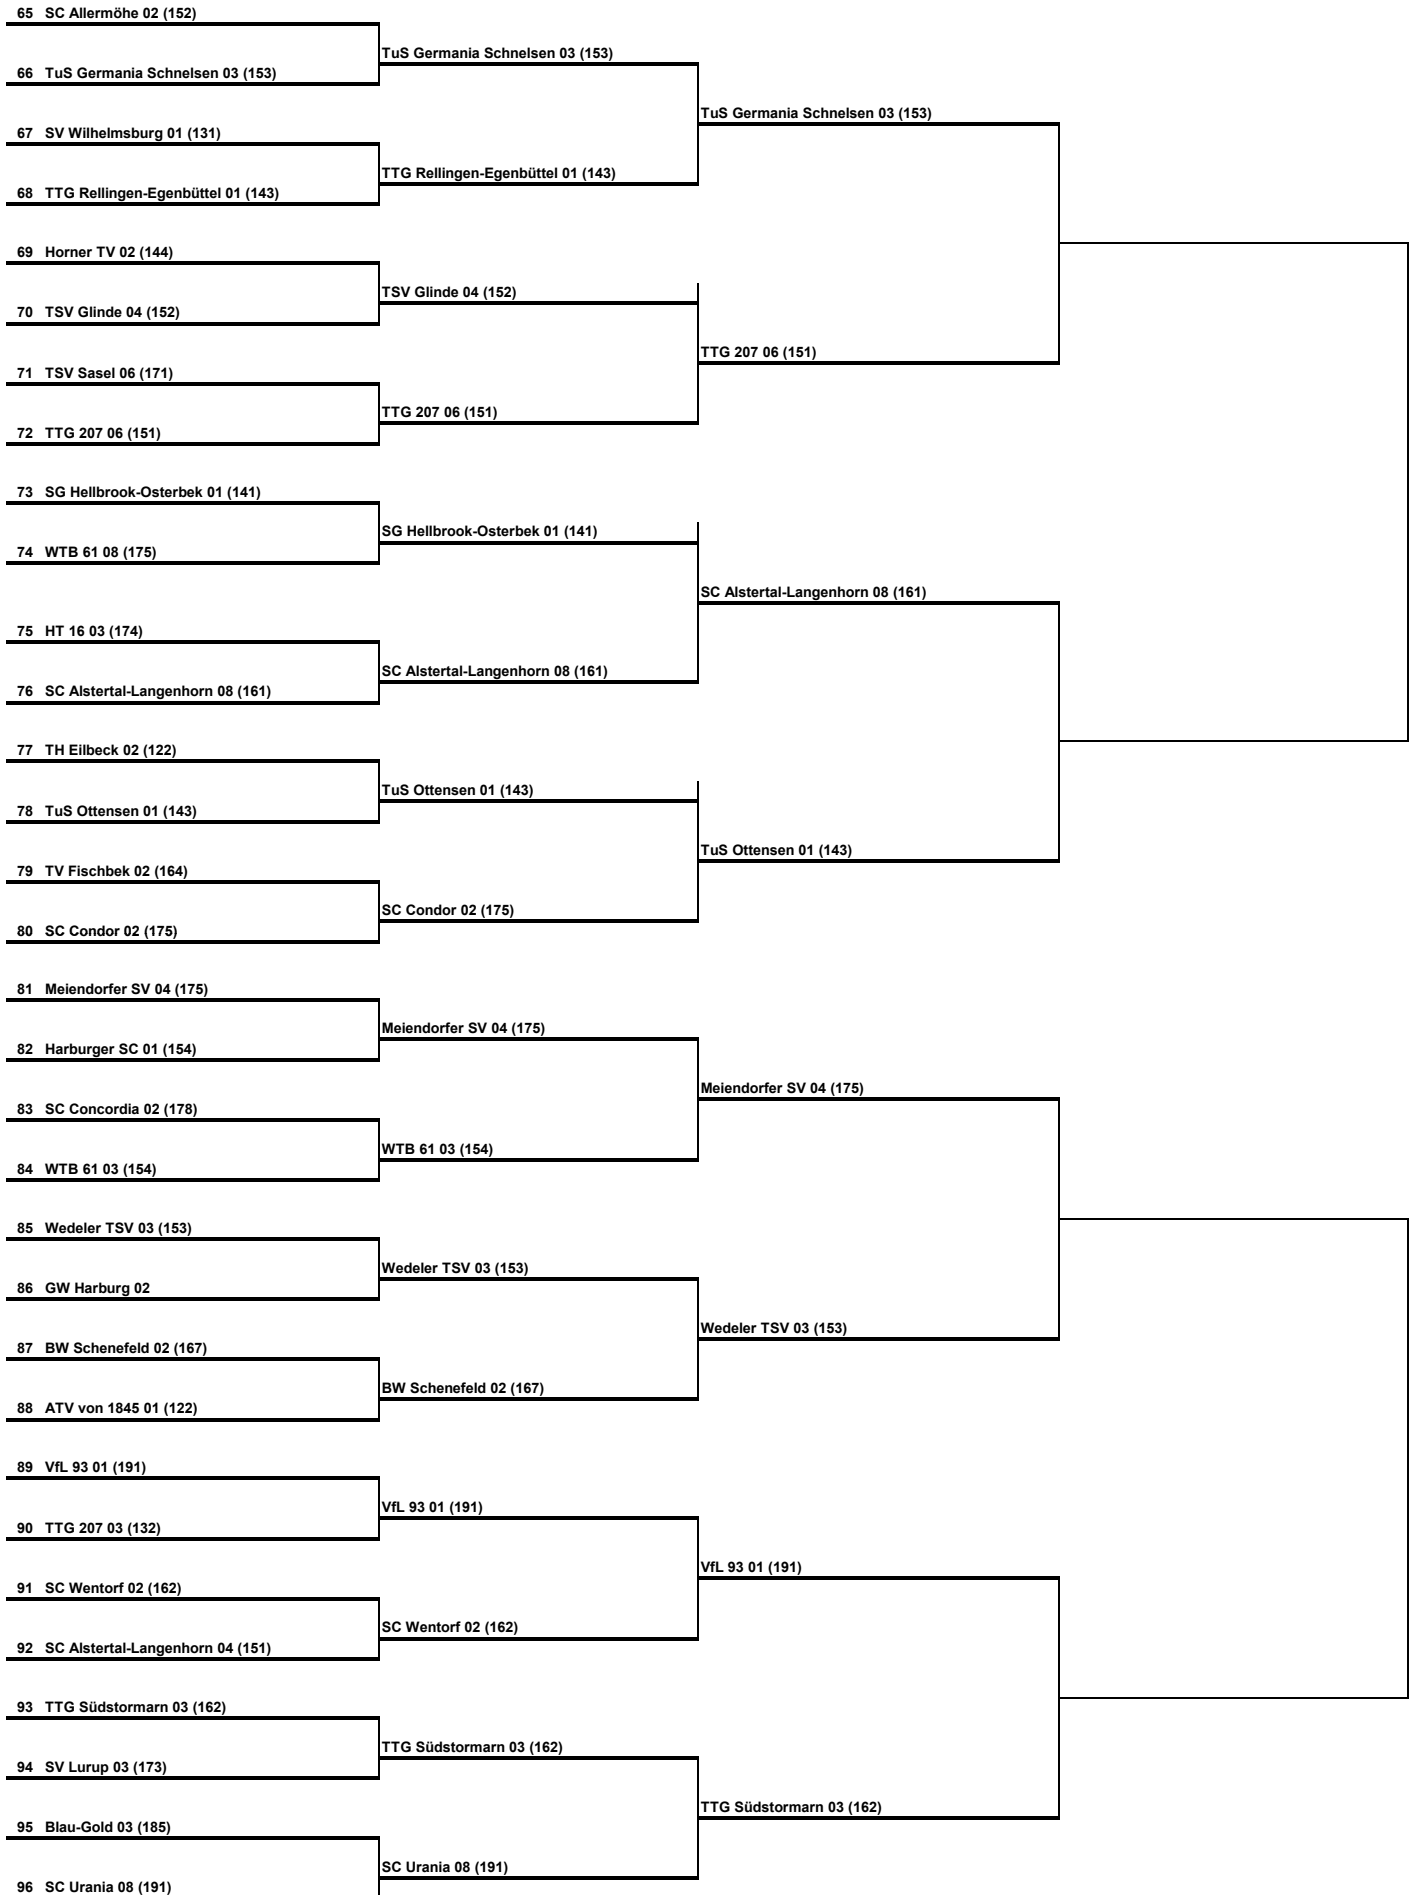 65 SC Allermöhe 02 (152)
TuS Germania Schnelsen 03 (153)
66 TuS Germania Schnelsen 03 (153)
TuS Germania Schnelsen 03 (153)
67 SV Wilhelmsburg 01 (131)
TTG Rellingen-Egenbüttel 01 (143)
68 TTG Rellingen-Egenbüttel 01 (143)
69 Horner TV 02 (144)
TSV Glinde 04 (152)
70 TSV Glinde 04 (152)
TTG 207 06 (151)
71 TSV Sasel 06 (171)
TTG 207 06 (151)
72 TTG 207 06 (151)
73 SG Hellbrook-Osterbek 01 (141)
SG Hellbrook-Osterbek 01 (141)
74 WTB 61 08 (175)
SC Alstertal-Langenhorn 08 (161)
75 HT 16 03 (174)
SC Alstertal-Langenhorn 08 (161)
76 SC Alstertal-Langenhorn 08 (161)
77 TH Eilbeck 02 (122)
TuS Ottensen 01 (143)
78 TuS Ottensen 01 (143)
TuS Ottensen 01 (143)
79 TV Fischbek 02 (164)
SC Condor 02 (175)
80 SC Condor 02 (175)
81 Meiendorfer SV 04 (175)
Meiendorfer SV 04 (175)
82 Harburger SC 01 (154)
Meiendorfer SV 04 (175)
83 SC Concordia 02 (178)
WTB 61 03 (154)
84 WTB 61 03 (154)
85 Wedeler TSV 03 (153)
Wedeler TSV 03 (153)
86 GW Harburg 02
Wedeler TSV 03 (153)
87 BW Schenefeld 02 (167)
BW Schenefeld 02 (167)
88 ATV von 1845 01 (122)
89 VfL 93 01 (191)
VfL 93 01 (191)
90 TTG 207 03 (132)
VfL 93 01 (191)
91 SC Wentorf 02 (162)
SC Wentorf 02 (162)
92 SC Alstertal-Langenhorn 04 (151)
93 TTG Südstormarn 03 (162)
TTG Südstormarn 03 (162)
94 SV Lurup 03 (173)
TTG Südstormarn 03 (162)
95 Blau-Gold 03 (185)
SC Urania 08 (191)
96 SC Urania 08 (191)